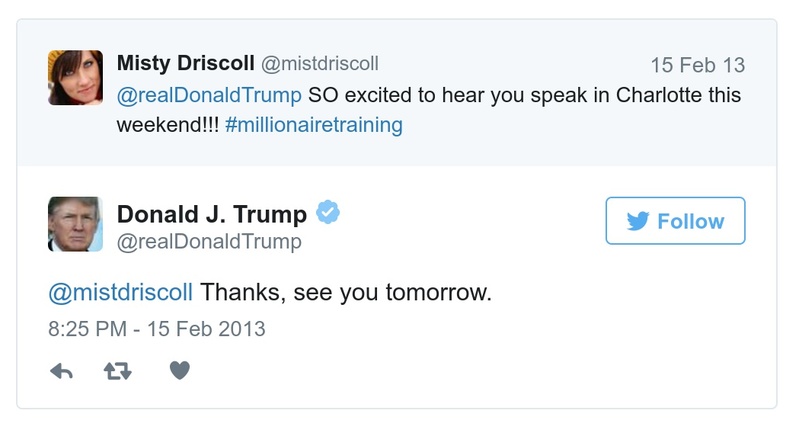 Misty Driscoll @mistdriscoll 15 Feb 13
@realDonaldTrump SO excited to hear you speak in Charlotte this
weekend!!! #millionairetraining
Donald J. Trump
Follow
@realDonaldTrump
@mistdriscoll Thanks, see you tomorrow.
8:25 PM - 15 Feb 2013